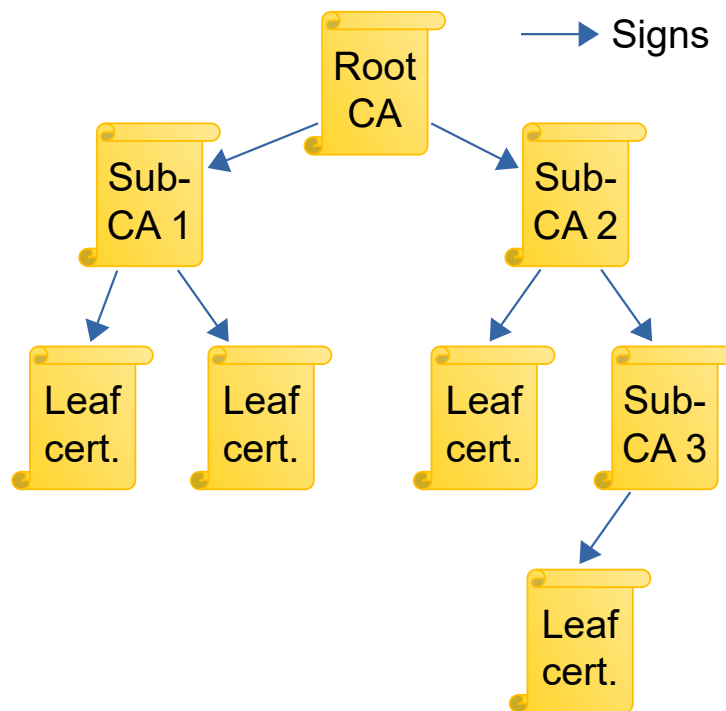 Signs
Root
CA
Sub-
CA 1
Sub-
CA 2
Leaf
cert.
Leaf
cert.
Leaf
cert.
Sub-
CA 3
Leaf
cert.